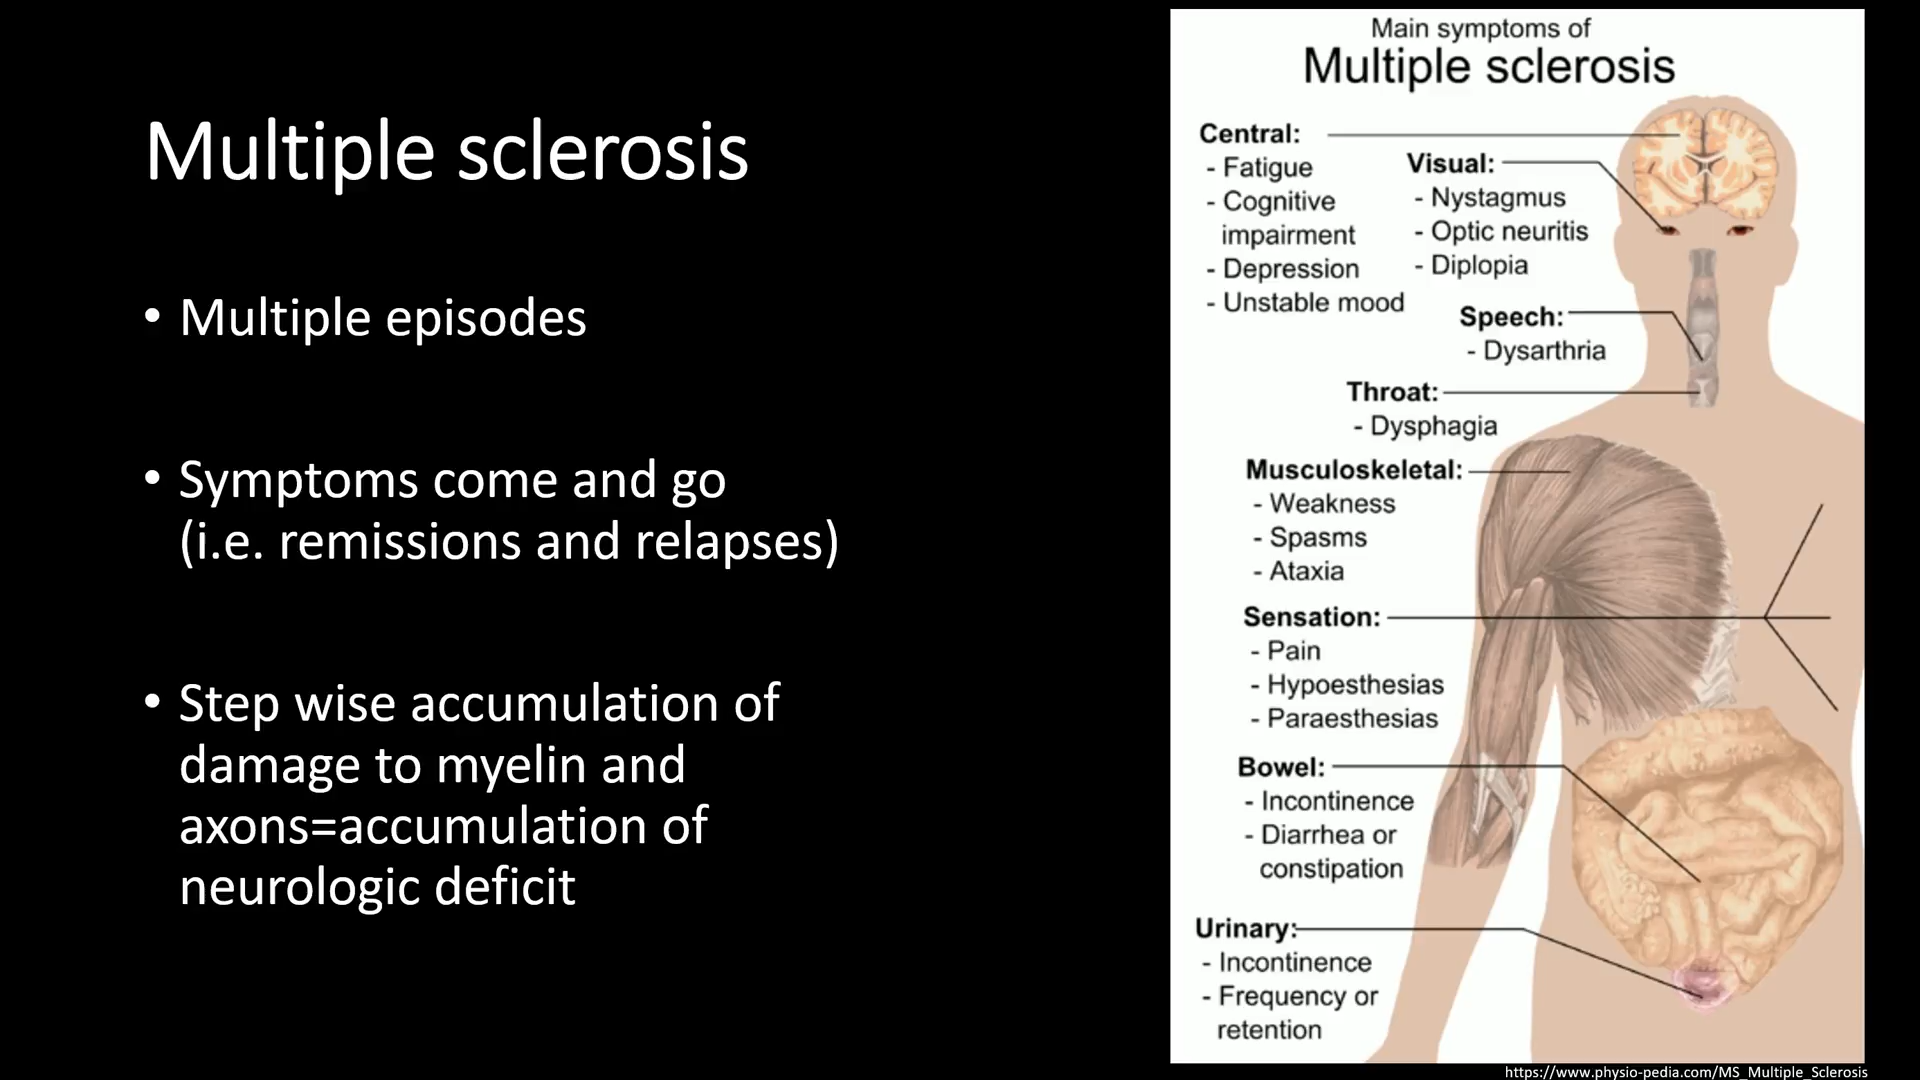 Multiple sclerosis
• Multiple episodes
• Symptoms come and go
(i.e. remissions and relapses)
• Step wise accumulation of
damage to myelin and
axons=accumulation of
neurologic deficit
Main symptoms of
Multiple sclerosis
Central:
- Fatigue
- Cognitive
impairment
- Depression
- Unstable mood
Visual:
- Nystagmus
- Optic neuritis
- Diplopia
Speech:
- Dysarthria
Throat:
- Dysphagia
Musculoskeletal:
- Weakness
- Spasms
- Ataxia
Sensation:
- Pain
- Hypoesthesias
- Paraesthesias
Bowel:
- Incontinence
- Diarrhea or
constipation
Urinary:
- Incontinence
- Frequency or
retention
https://www.physio-pedia.com/MS_Multiple_Sclerosis